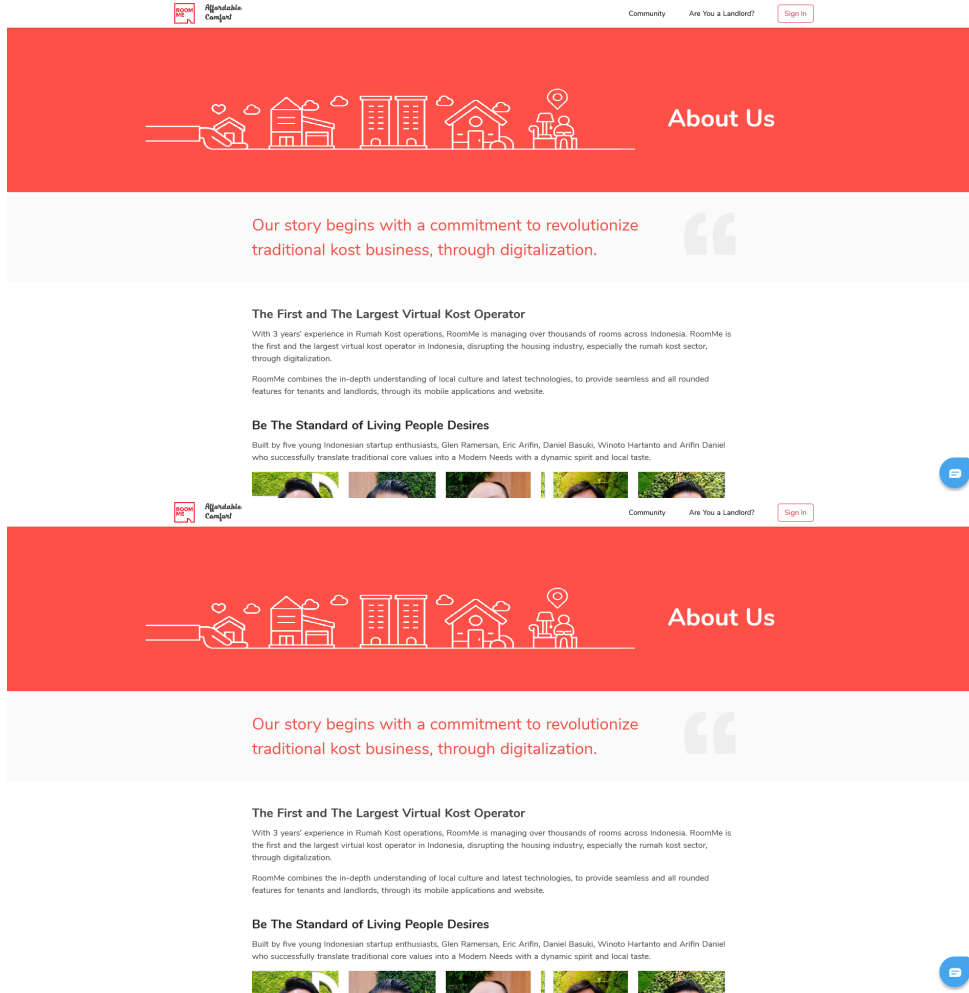 ROOM
ME
Affordable
Comfort
Community
Are You a Landlord?
Sign In
About Us
Our story begins with a commitment to revolutionize
traditional kost business, through digitalization.
The First and The Largest Virtual Kost Operator
With 3 years' experience in Rumah Kost operations, RoomMe is managing over thousands of rooms across Indonesia. RoomMe is
the first and the largest virtual kost operator in Indonesia, disrupting the housing industry, especially the rumah kost sector,
through digitalization.
RoomMe combines the in-depth understanding of local culture and latest technologies, to provide seamless and all rounded
features for tenants and landlords, through its mobile applications and website.
Be The Standard of Living People Desires
Built by five young Indonesian startup enthusiasts, Glen Ramersan, Eric Arifin, Daniel Basuki, Winoto Hartanto and Arifin Daniel
who successfully translate traditional core values into a Modern Needs with a dynamic spirit and local taste.
ROOM
ME
Affordable
Comfort
Community
Are You a Landlord?
Sign In
About Us
Our story begins with a commitment to revolutionize
traditional kost business, through digitalization.
The First and The Largest Virtual Kost Operator
With 3 years' experience in Rumah Kost operations, RoomMe is managing over thousands of rooms across Indonesia. RoomMe is
the first and the largest virtual kost operator in Indonesia, disrupting the housing industry, especially the rumah kost sector,
through digitalization.
RoomMe combines the in-depth understanding of local culture and latest technologies, to provide seamless and all rounded
features for tenants and landlords, through its mobile applications and website.
Be The Standard of Living People Desires
Built by five young Indonesian startup enthusiasts, Glen Ramersan, Eric Arifin, Daniel Basuki, Winoto Hartanto and Arifin Daniel
who successfully translate traditional core values into a Modern Needs with a dynamic spirit and local taste.